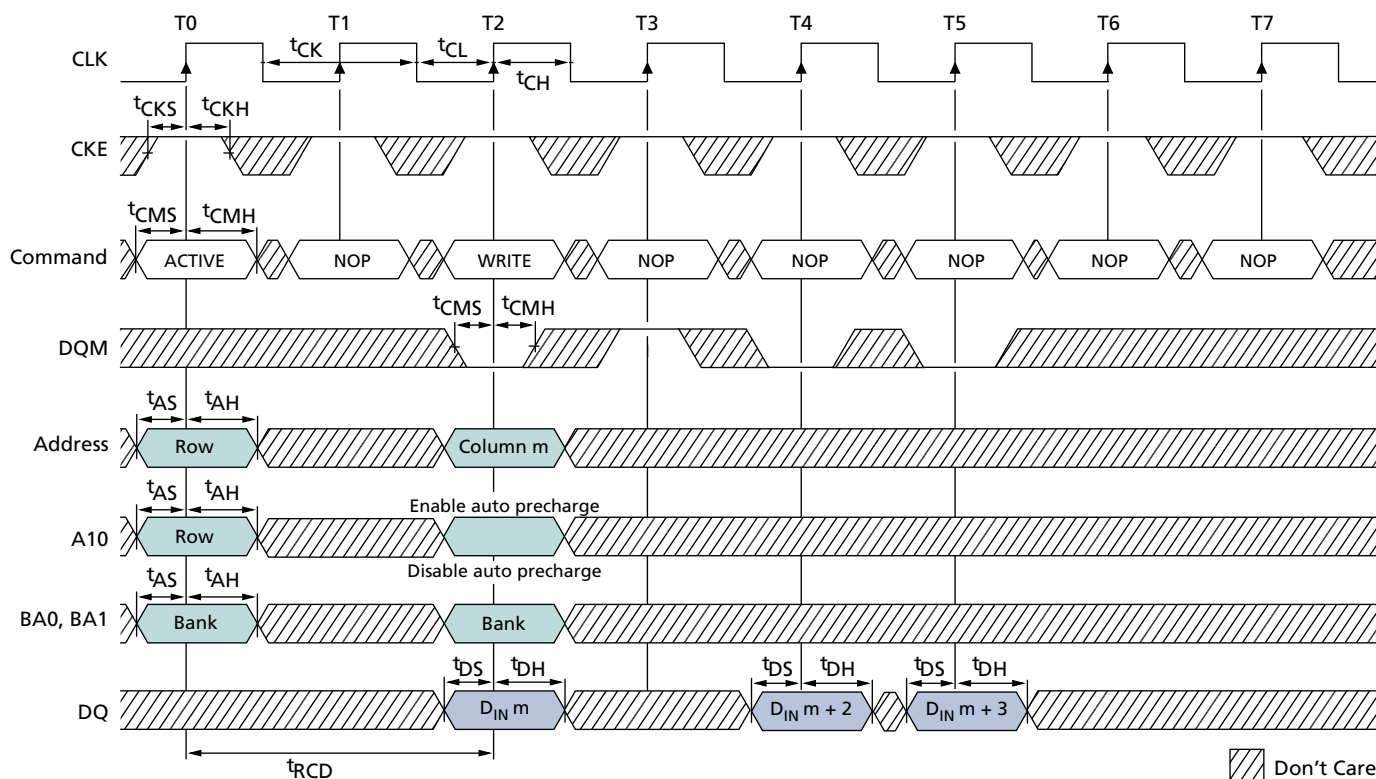 T0 T1 T2 T3 T4 T5 T6 T7
CLK
tCK tCL
tCH
tCKS tCKH
CKE
tCMS tCMH
Command ACTIVE NOP WRITE NOP NOP NOP NOP NOP
tCMS tCMH
DQM
tAS tAH
Address Row Column m
tAS tAH Enable auto precharge
A10 Row
Disable auto precharge
tAS tAH
BA0, BA1 Bank Bank
tDS tDH tDS tDH tDS tDH
DQ DIN m DIN m + 2 DIN m + 3
tRCD
Don't Care